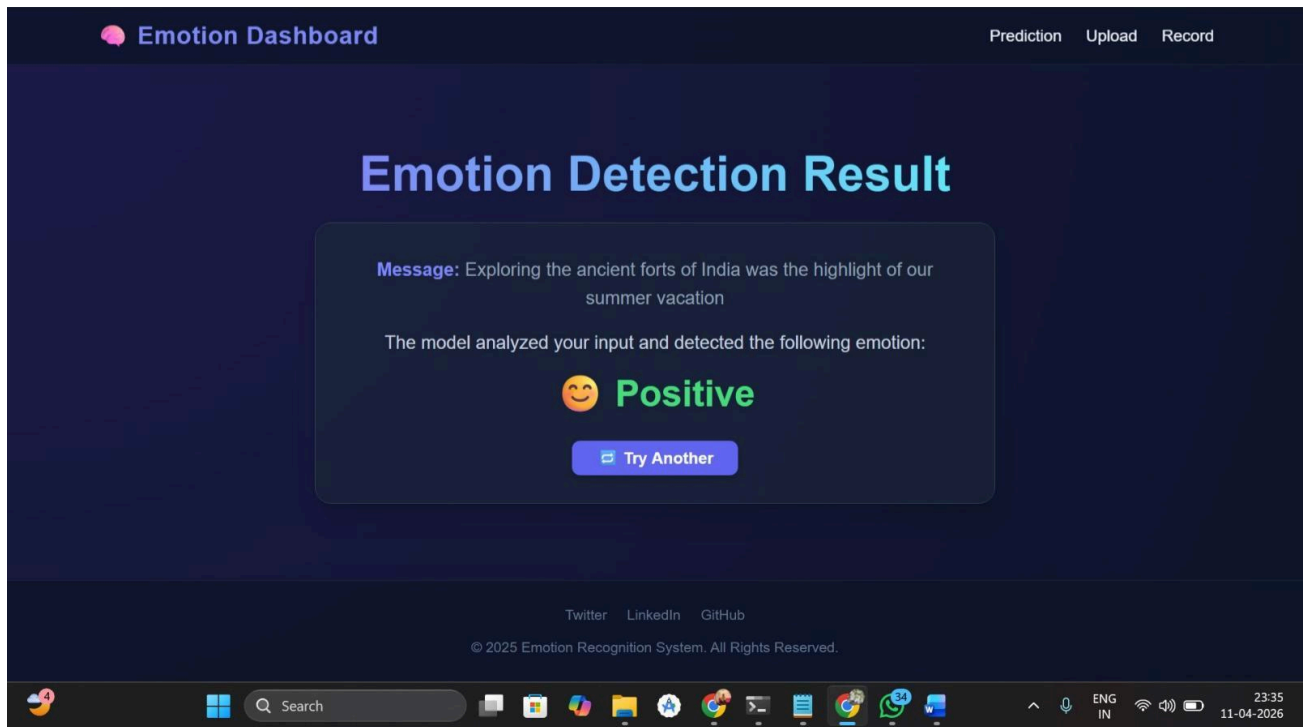 Emotion Dashboard
Prediction Upload Record
Emotion Detection Result
Message: Exploring the ancient forts of India was the highlight of our
summer vacation
The model analyzed your input and detected the following emotion:
😊 Positive
Try Another
Twitter LinkedIn GitHub
© 2025 Emotion Recognition System. All Rights Reserved.
4
Search
34
ENG
IN
23:35
11-04-2026